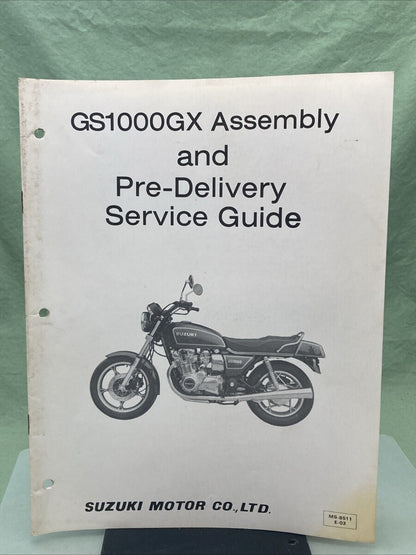 GS1000GX Assembly
and
Pre-Delivery
Service Guide
SUZUKI
SUZUKI MOTOR CO., LTD.
MS-8511
E-03